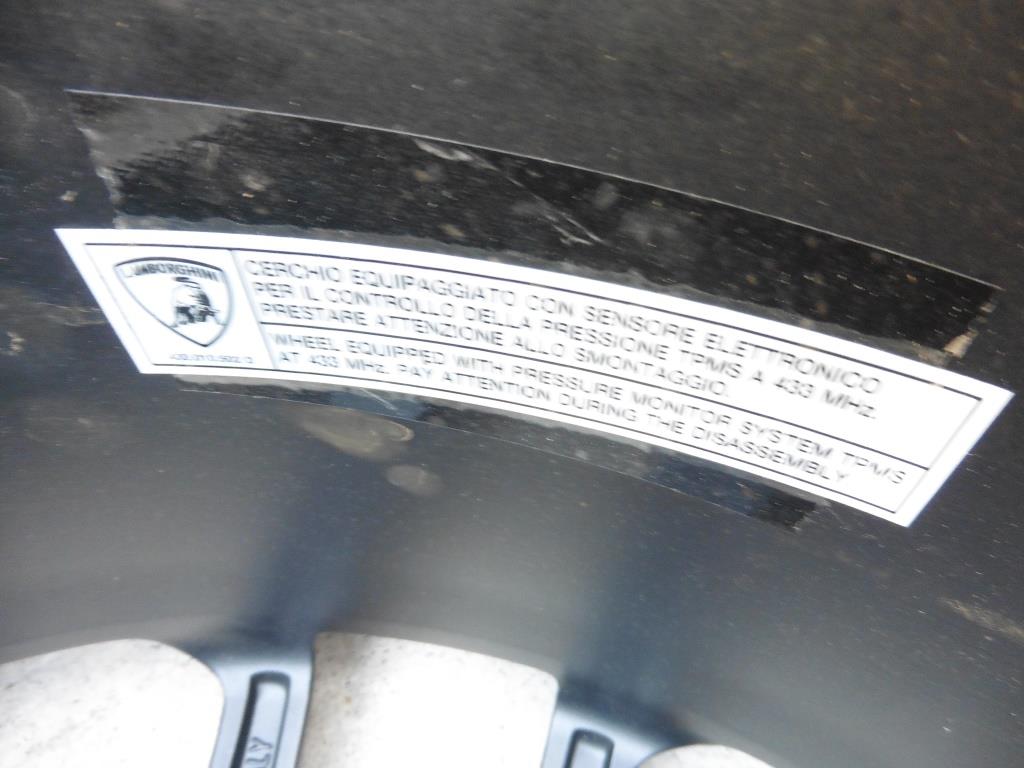 LAMBORGHINI
CERCHIO EQUIPAGGIATO CON SENSORE ELETTRONICO
PER IL CONTROLLO DELLA PRESSIONE TPMS A 433 MHz.
PRESTARE ATTENZIONE ALLO SMONTAGGIO.
WHEEL EQUIPPED WITH PRESSURE MONITOR SYSTEM TPMS
AT 433 MHz. PAY ATTENTION DURING THE DISASSEMBLY